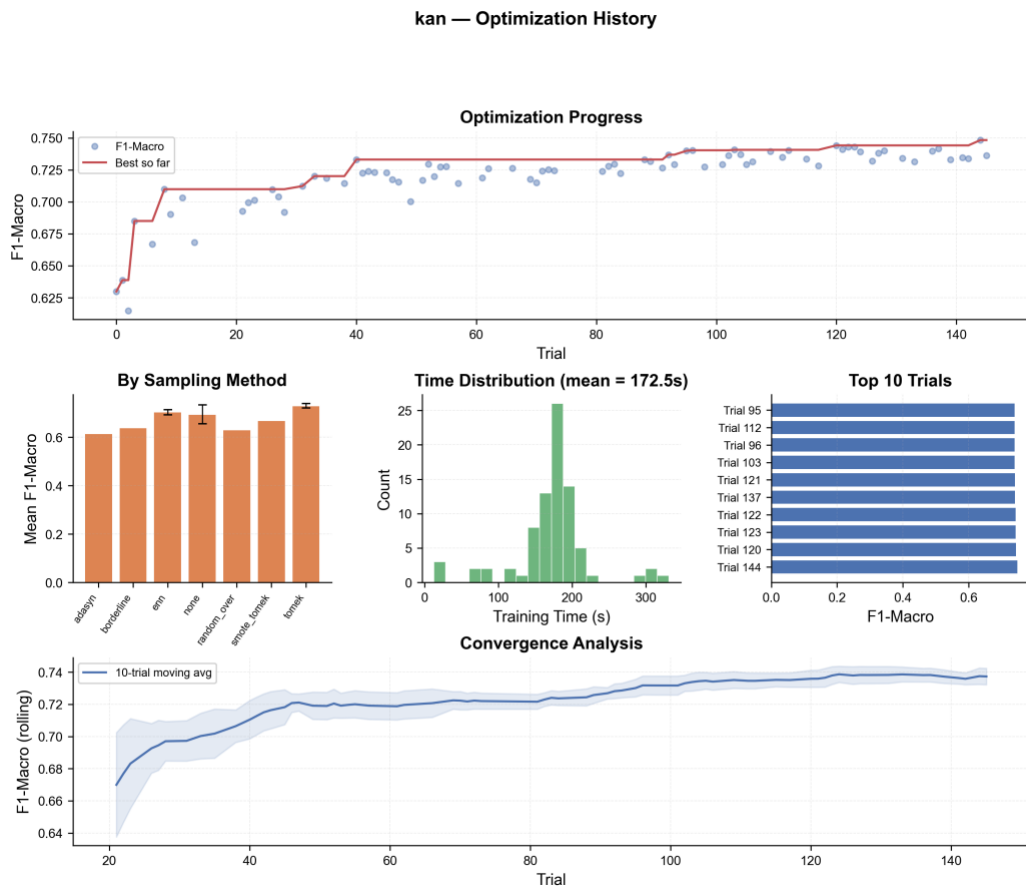 kan — Optimization History
Optimization Progress
F1-Macro
Best so far
F1-Macro
0.750
0.725
0.700
0.675
0.650
0.625
0 20 40 60 80 100 120 140
Trial
By Sampling Method
Mean F1-Macro
0.6
0.4
0.2
0.0
adasyn
borderline
enn
none
random_over
smote_tomek
tomek
Time Distribution (mean = 172.5s)
Count
25
20
15
10
5
0
0 100 200 300
Training Time (s)
Top 10 Trials
Trial 95
Trial 112
Trial 96
Trial 103
Trial 121
Trial 137
Trial 122
Trial 123
Trial 120
Trial 144
0.0 0.2 0.4 0.6
F1-Macro
Convergence Analysis
10-trial moving avg
F1-Macro (rolling)
0.74
0.72
0.70
0.68
0.66
0.64
20 40 60 80 100 120 140
Trial